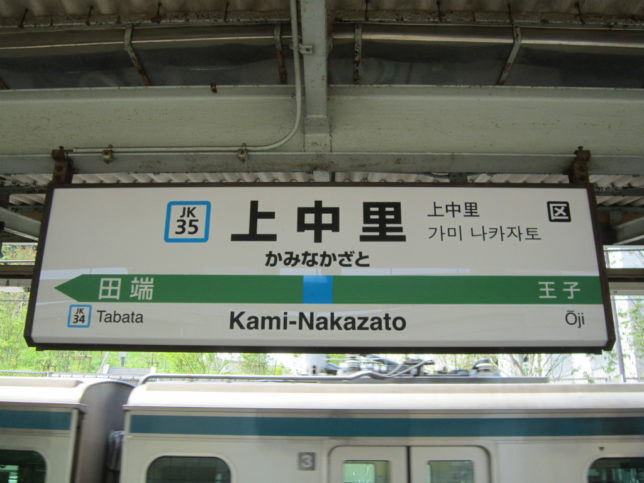 JK
35
上中里
上中里
가미 나카자토
区
かみなかざと
田端
王子
JK
34
Tabata
Kami-Nakazato
Ōji
3